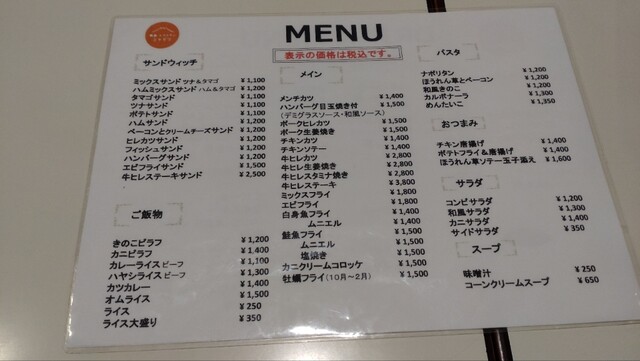 MENU
表示の価格は税込です。
サンドウィッチ
ミックスサンド ツナ&タマゴ ¥1,100
ハムミックスサンド ハム&タマゴ ¥1,100
タマゴサンド ¥1,100
ツナサンド ¥1,100
ポテトサンド ¥1,100
ハムサンド ¥1,200
ベーコンとクリームチーズサンド ¥1,200
ヒレカツサンド ¥1,200
フィッシュサンド ¥1,200
ハンバーグサンド ¥1,200
エビフライサンド ¥1,500
牛ヒレステーキサンド ¥2,500
ご飯物
きのこピラフ ¥1,200
カニピラフ ¥1,400
カレーライス ビーフ ¥1,100
ハヤシライス ビーフ ¥1,300
カツカレー ¥1,400
オムライス ¥1,500
ライス ¥250
ライス大盛り ¥350
メイン
メンチカツ ¥1,400
ハンバーグ目玉焼き付 ¥1,500
(デミグラスソース・和風ソース)
ポークヒレカツ ¥1,500
ポーク生姜焼き ¥1,500
チキンカツ ¥1,400
チキンソテー ¥1,400
牛ヒレカツ ¥2,800
牛ヒレ生姜焼き ¥2,800
牛ヒレスタミナ焼き ¥2,800
牛ヒレステーキ ¥3,800
ミックスフライ ¥1,800
エビフライ ¥1,800
白身魚フライ ¥1,400
ムニエル ¥1,400
鮭魚フライ ¥1,500
ムニエル ¥1,500
塩焼き ¥1,500
カニクリームコロッケ ¥1,500
牡蠣フライ(10月~2月) ¥1,500
パスタ
ナポリタン ¥1,200
ほうれん草とベーコン ¥1,200
和風きのこ ¥1,200
カルボナーラ ¥1,300
めんたいこ ¥1,350
おつまみ
チキン唐揚げ ¥1,400
ポテトフライ&唐揚げ ¥1,400
ほうれん草ソテー玉子添え ¥1,600
サラダ
コンビサラダ ¥1,200
和風サラダ ¥1,300
カニサラダ ¥1,400
サイドサラダ ¥350
スープ
味噌汁 ¥250
コーンクリームスープ ¥650